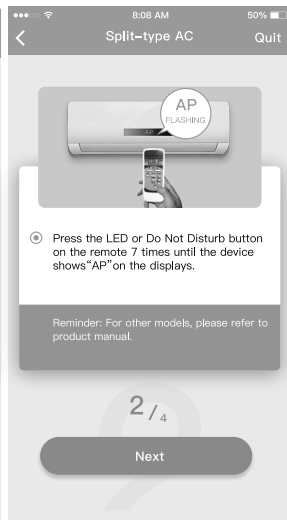 8:08 AM
50%
Split-type AC
Quit
AP
FLASHING
AP
Press the LED or Do Not Disturb button
on the remote 7 times until the device
shows“AP”on the displays.
Reminder: For other models, please refer to
product manual.
2/4
Next